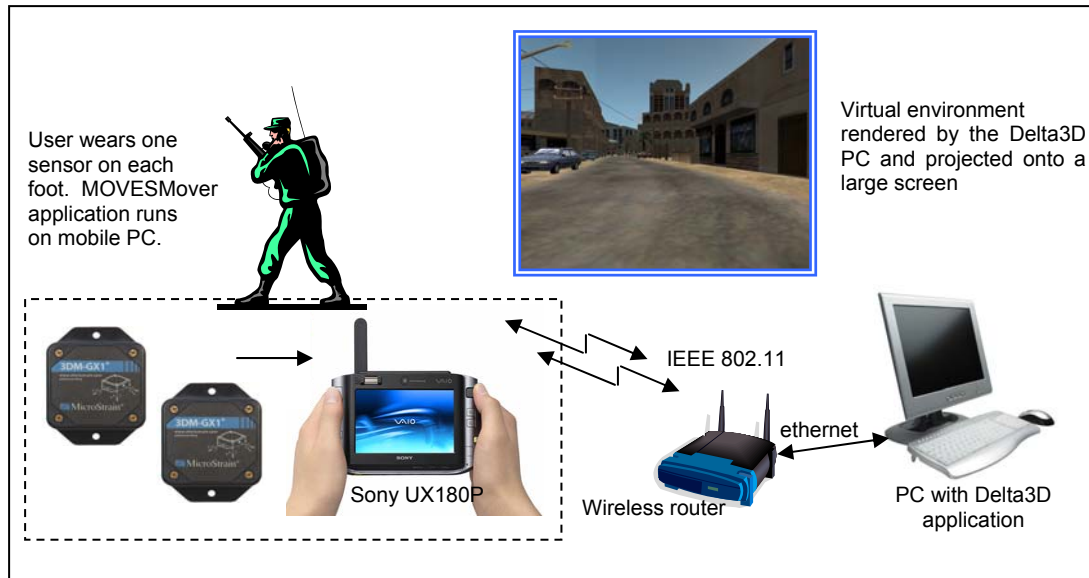 User wears one
sensor on each
foot. MOVESMover
application runs
on mobile PC.
Virtual environment
rendered by the Delta3D
PC and projected onto a
large screen
IEEE 802.11
3DM-GX1
MicroStrain
3DM-GX1
MicroStrain
VAIO
VAIO
SONY
Sony UX180P
ethernet
Wireless router
PC with Delta3D
application